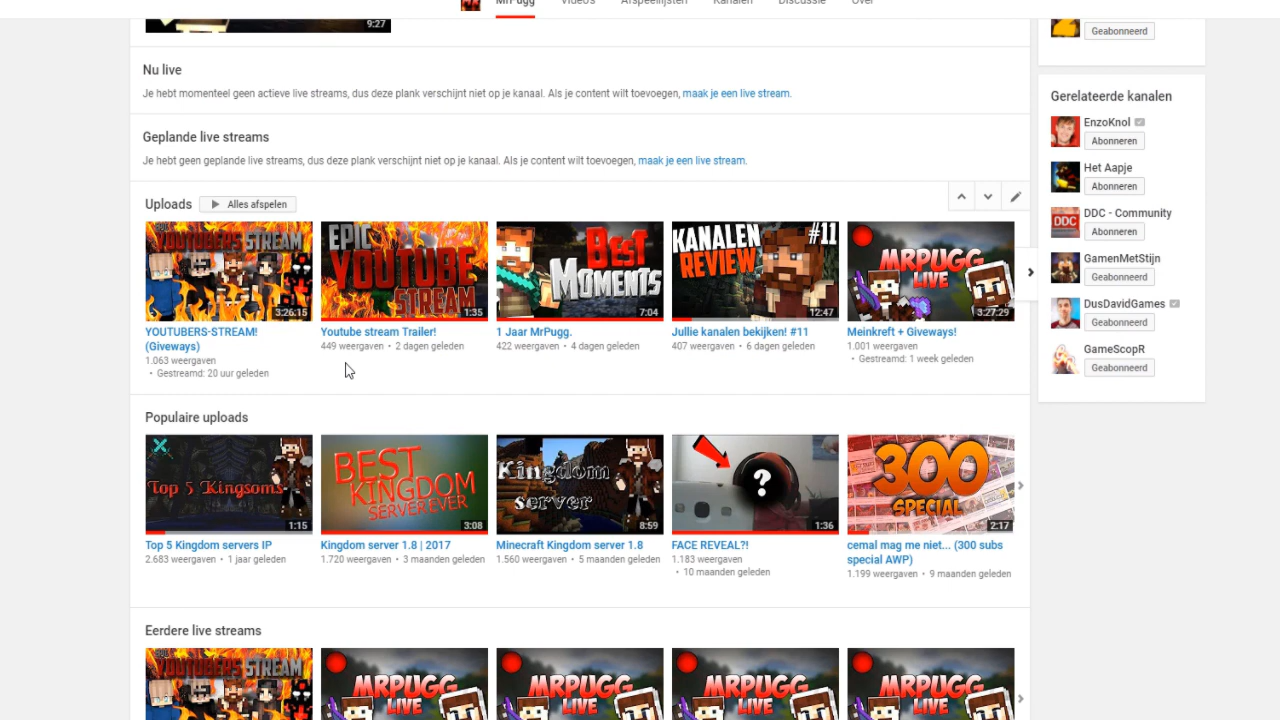 MrPugg Videos Afspeellijsten Kanalen Discussie Over
9:27
Geabonneerd
Nu live
Je hebt momenteel geen actieve live streams, dus deze plank verschijnt niet op je kanaal. Als je content wilt toevoegen, maak je een live stream.
Geplande live streams
Je hebt geen geplande live streams, dus deze plank verschijnt niet op je kanaal. Als je content wilt toevoegen, maak je een live stream.
Gerelateerde kanalen
EnzoKnol
Abonneren
Het Aapje
Abonneren
DDC
DDC - Community
Abonneren
GamenMetStijn
Geabonneerd
DusDavidGames
Geabonneerd
GameScopR
Geabonneerd
Uploads Alles afspelen
EPIC
YOUTUBERS STREAM
3:26:15
YOUTUBERS-STREAM!
(Giveways)
1.063 weergaven
• Gestreamd: 20 uur geleden
EPIC
YOUTUBE
STREAM
1:35
Youtube stream Trailer!
449 weergaven • 2 dagen geleden
Best
Moments
7:04
1 Jaar MrPugg.
422 weergaven • 4 dagen geleden
KANALEN #11
REVIEW
12:47
Jullie kanalen bekijken! #11
407 weergaven • 6 dagen geleden
MRPUGG
LIVE
3:27:29
Meinkreft + Giveways!
1.001 weergaven
• Gestreamd: 1 week geleden
Populaire uploads
Top 5 Kingsoms
1:15
Top 5 Kingdom servers IP
2.683 weergaven • 1 jaar geleden
BEST
KINGDOM
SERVER EVER
3:08
Kingdom server 1.8 | 2017
1.720 weergaven • 3 maanden geleden
Kingdom
server
8:59
Minecraft Kingdom server 1.8
1.560 weergaven • 5 maanden geleden
?
1:36
FACE REVEAL?!
1.183 weergaven
• 10 maanden geleden
300
SPECIAL
2:17
cemal mag me niet... (300 subs
special AWP)
1.199 weergaven • 9 maanden geleden
Eerdere live streams
EPIC
YOUTUBERS STREAM
MRPUGG
LIVE
MRPUGG
LIVE
MRPUGG
LIVE
MRPUGG
LIVE